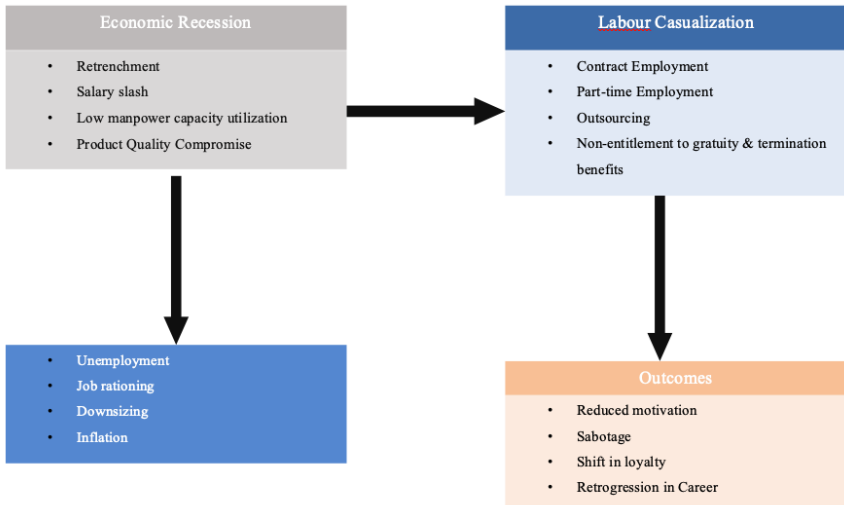 Economic Recession
• Retrenchment
• Salary slash
• Low manpower capacity utilization
• Product Quality Compromise
Labour Casualization
• Contract Employment
• Part-time Employment
• Outsourcing
• Non-entitlement to gratuity & termination
benefits
• Unemployment
• Job rationing
• Downsizing
• Inflation
Outcomes
• Reduced motivation
• Sabotage
• Shift in loyalty
• Retrogression in Career